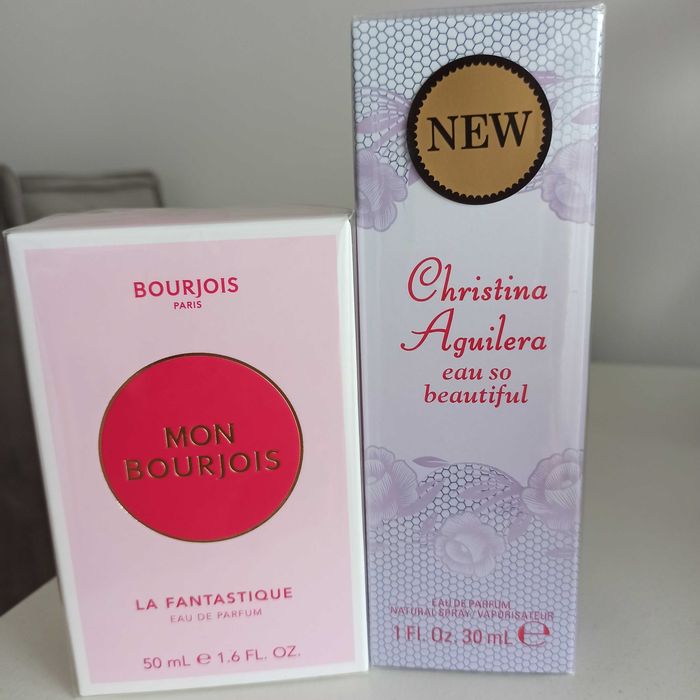 BOURJOIS
PARIS
MON
BOURJOIS
LA FANTASTIQUE
EAU DE PARFUM
50 mL e 1.6 FL. OZ.
NEW
Christina
Aguilera
eau so
beautiful
EAU DE PARFUM
NATURAL SPRAY/VAPORISATEUR
1 Fl. Oz. 30 mL e